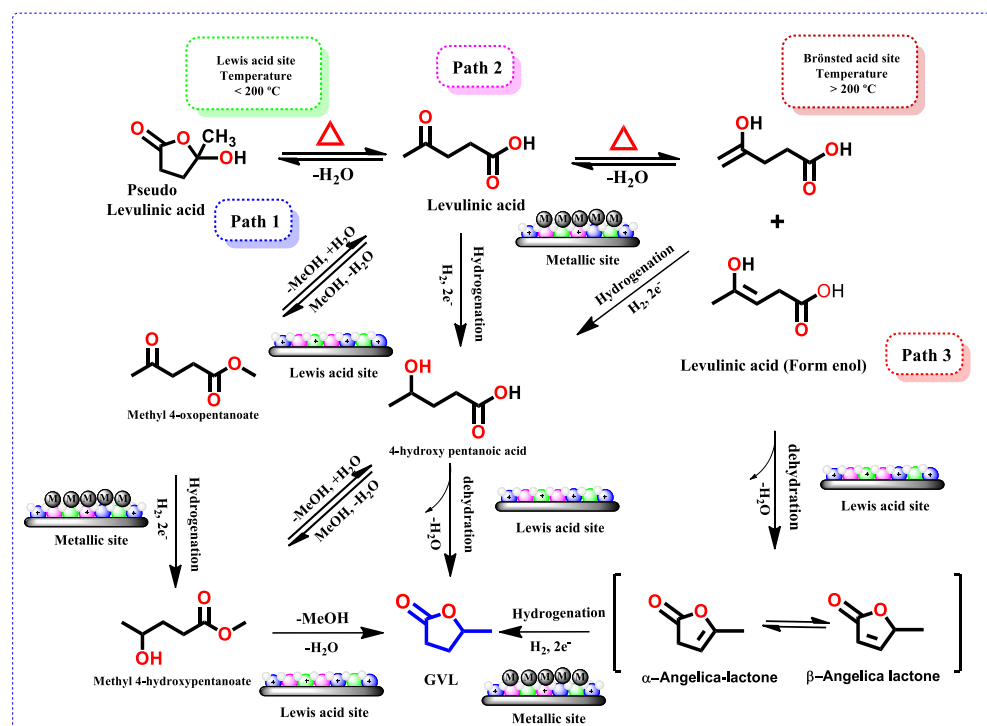 Lewis acid site
Temperature
< 200 ºC
Path 2
Brönsted acid site
Temperature
> 200 ºC
O
O
CH₃
OH
Pseudo
Levulinic acid
-H₂O
O
OH
O
Levulinic acid
-H₂O
OH
OH
O
+
Path 1
-MeOH, +H₂O
MeOH, -H₂O
Hydrogenation
H₂, 2e⁻
M M M M M
+ + +
Metallic site
Hydrogenation
H₂, 2e⁻
OH
OH
O
Levulinic acid (Form enol)
Path 3
O
O
O
Methyl 4-oxopentanoate
+ + +
Lewis acid site
OH
OH
O
4-hydroxy pentanoic acid
M M M M M
+ + +
Metallic site
Hydrogenation
H₂, 2e⁻
-MeOH, +H₂O
MeOH, -H₂O
dehydration
-H₂O
+ + +
Lewis acid site
dehydration
-H₂O
+ + +
Lewis acid site
O
O
OH
Methyl 4-hydroxypentanoate
-MeOH
-H₂O
+ + +
Lewis acid site
O
O
GVL
Hydrogenation
H₂, 2e⁻
M M M M M
+ + +
Metallic site
O
O
α–Angelica-lactone
O
O
β–Angelica lactone